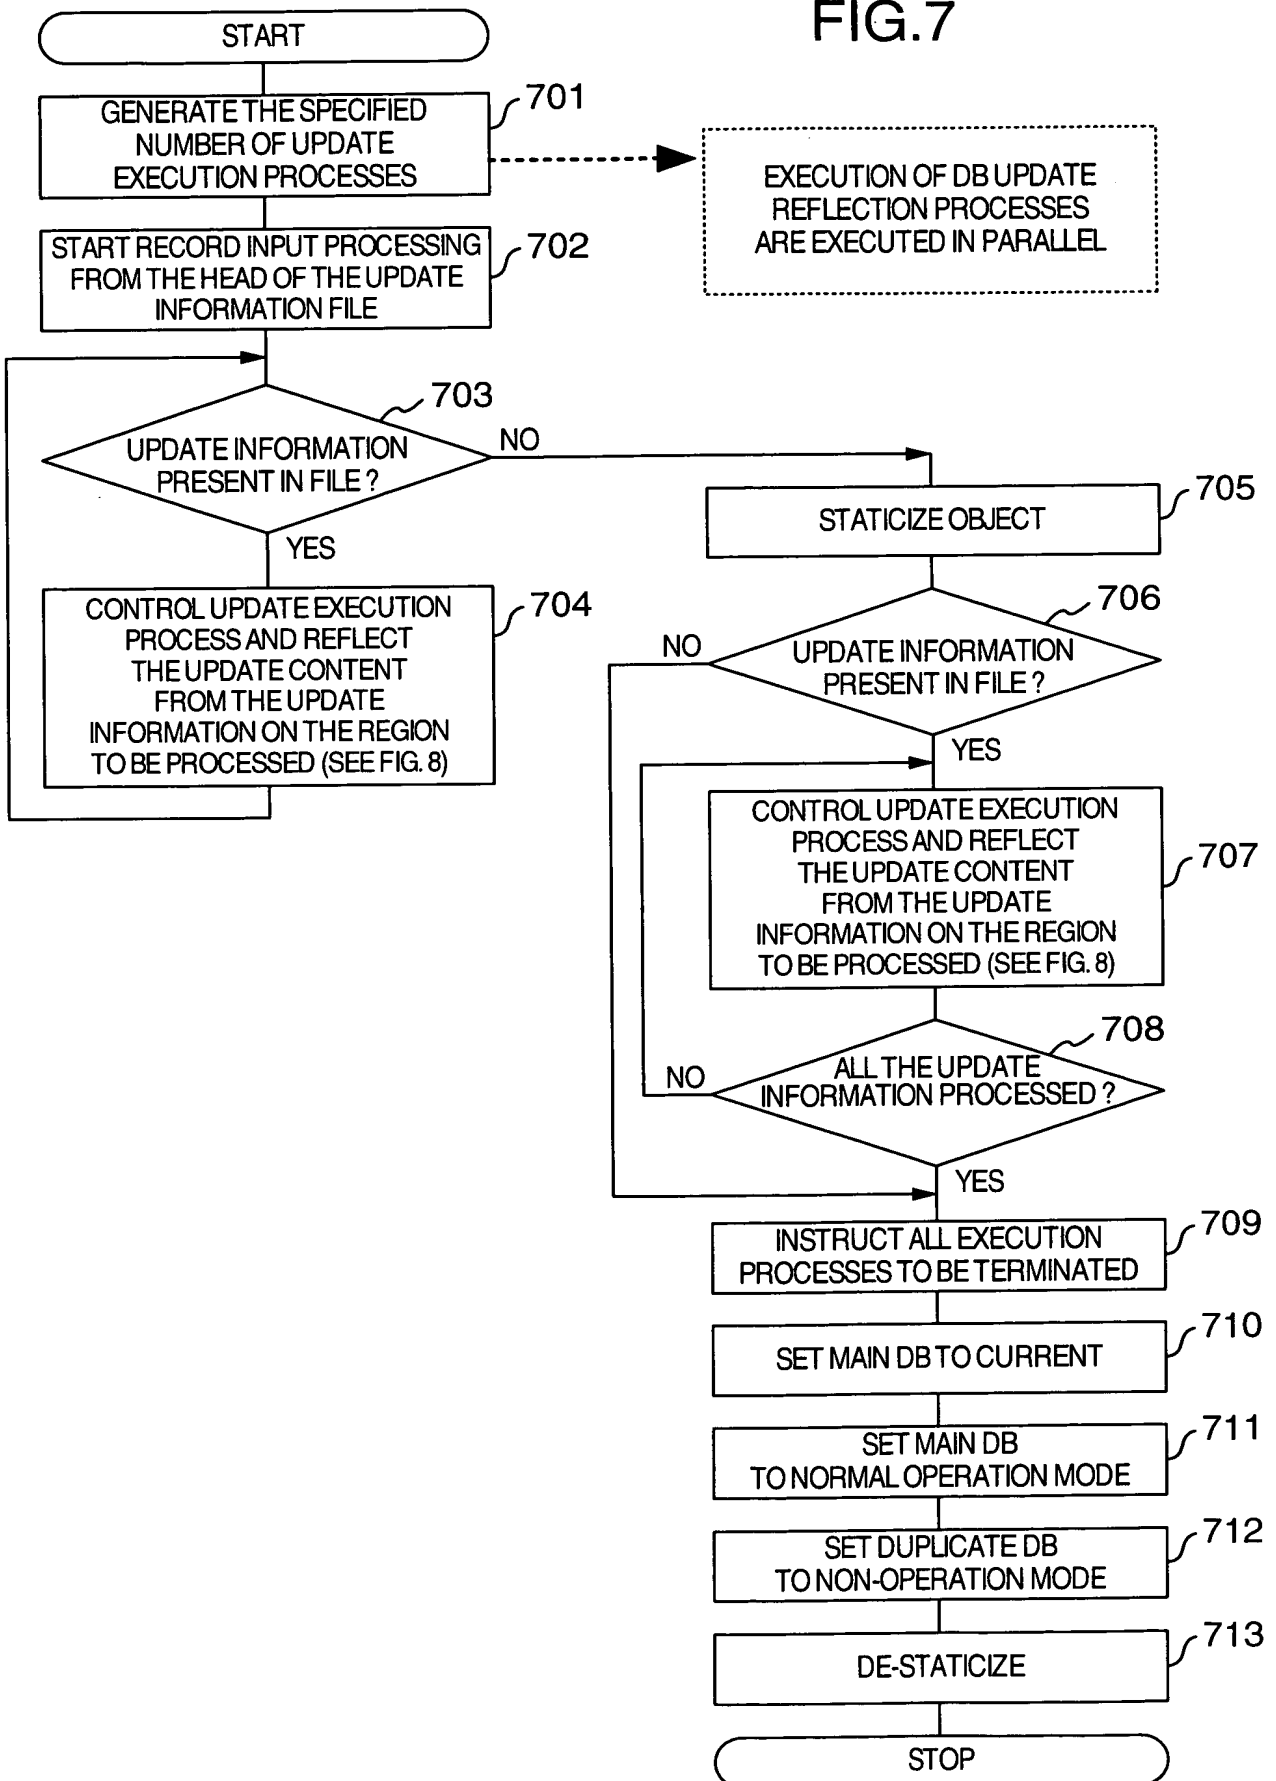 FIG.7
START
GENERATE THE SPECIFIED
NUMBER OF UPDATE
EXECUTION PROCESSES
701
EXECUTION OF DB UPDATE
REFLECTION PROCESSES
ARE EXECUTED IN PARALLEL
START RECORD INPUT PROCESSING
FROM THE HEAD OF THE UPDATE
INFORMATION FILE
702
UPDATE INFORMATION
PRESENT IN FILE ?
703
NO
YES
CONTROL UPDATE EXECUTION
PROCESS AND REFLECT
THE UPDATE CONTENT
FROM THE UPDATE
INFORMATION ON THE REGION
TO BE PROCESSED (SEE FIG. 8)
704
STATICIZE OBJECT
705
UPDATE INFORMATION
PRESENT IN FILE ?
706
NO
YES
CONTROL UPDATE EXECUTION
PROCESS AND REFLECT
THE UPDATE CONTENT
FROM THE UPDATE
INFORMATION ON THE REGION
TO BE PROCESSED (SEE FIG. 8)
707
ALL THE UPDATE
INFORMATION PROCESSED ?
708
NO
YES
INSTRUCT ALL EXECUTION
PROCESSES TO BE TERMINATED
709
SET MAIN DB TO CURRENT
710
SET MAIN DB
TO NORMAL OPERATION MODE
711
SET DUPLICATE DB
TO NON-OPERATION MODE
712
DE-STATICIZE
713
STOP